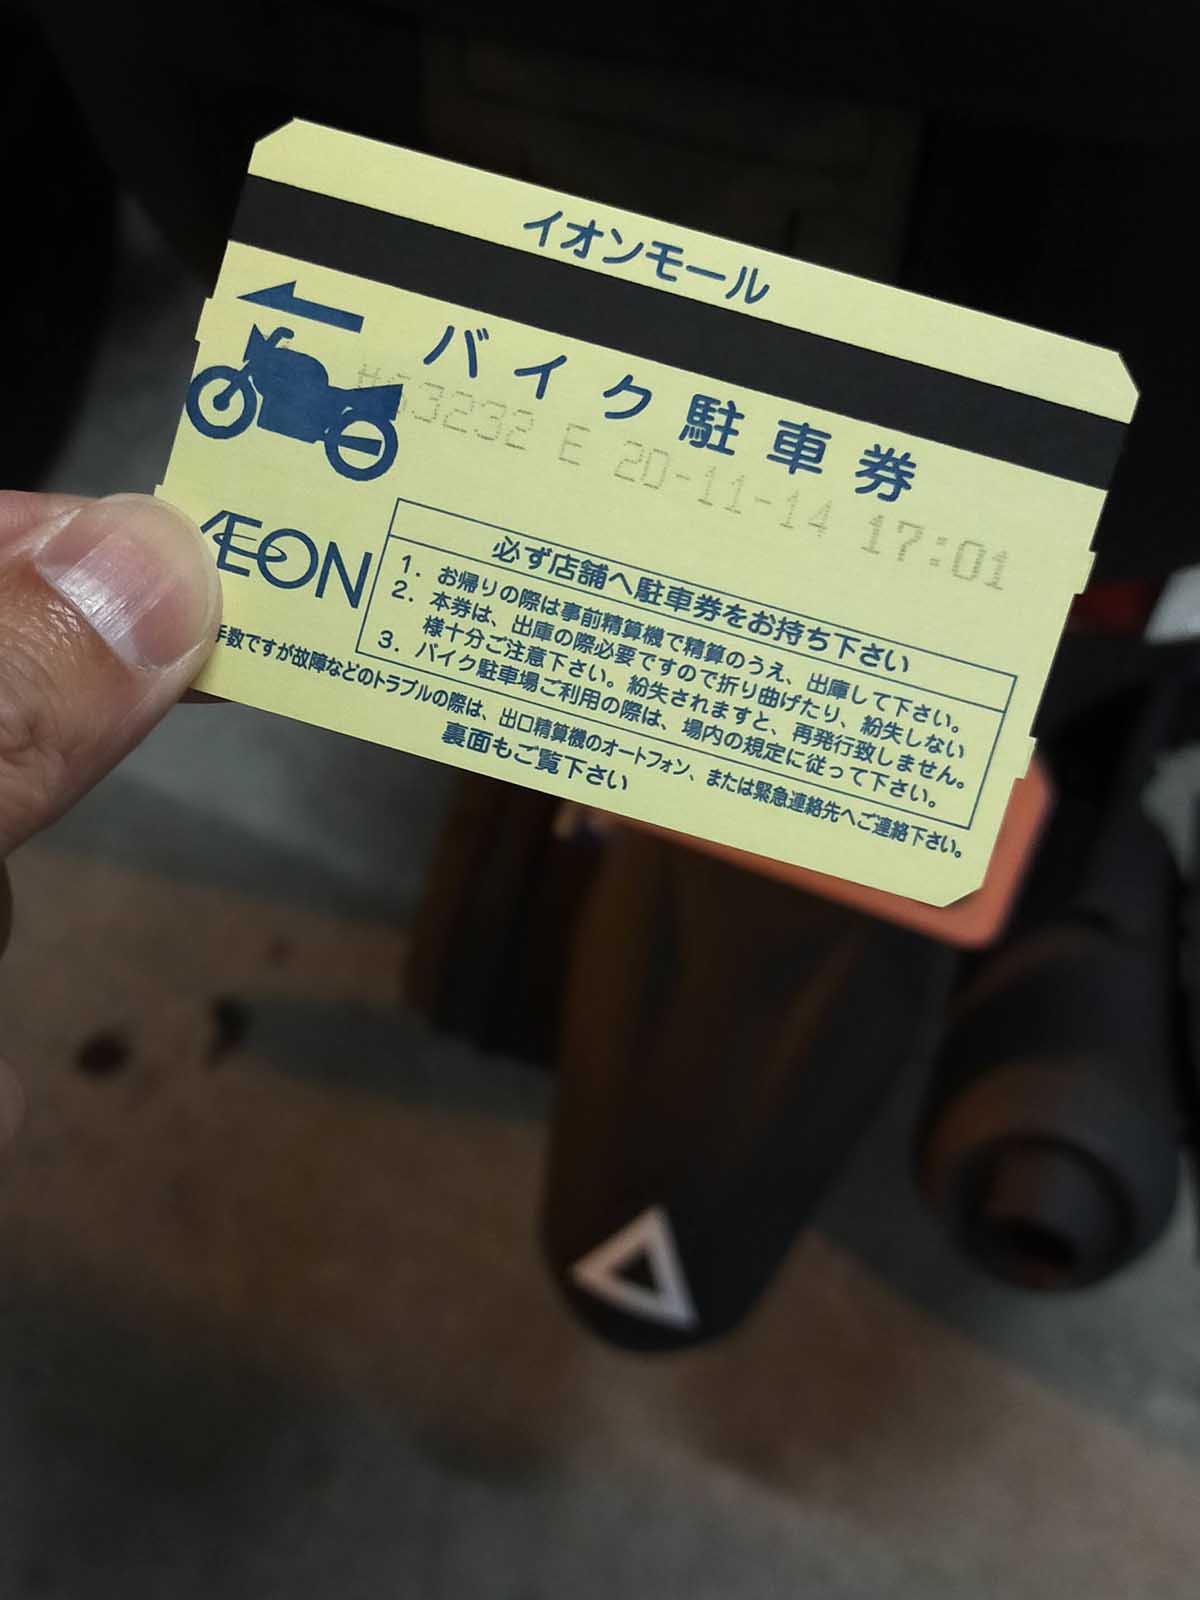 イオンモール
バイク駐車券
3232 E 20-11-14 17:01
ÆON
必ず店舗へ駐車券をお持ち下さい
1. お帰りの際は事前精算機で精算のうえ、出庫して下さい。
2. 本券は、出庫の際必要ですので折り曲げたり、紛失しない
様十分ご注意下さい。紛失されますと、再発行致しません。
3. バイク駐車場ご利用の際は、場内の規定に従って下さい。
手数ですが故障などのトラブルの際は、出口精算機のオートフォン、または緊急連絡先へご連絡下さい。
裏面もご覧下さい